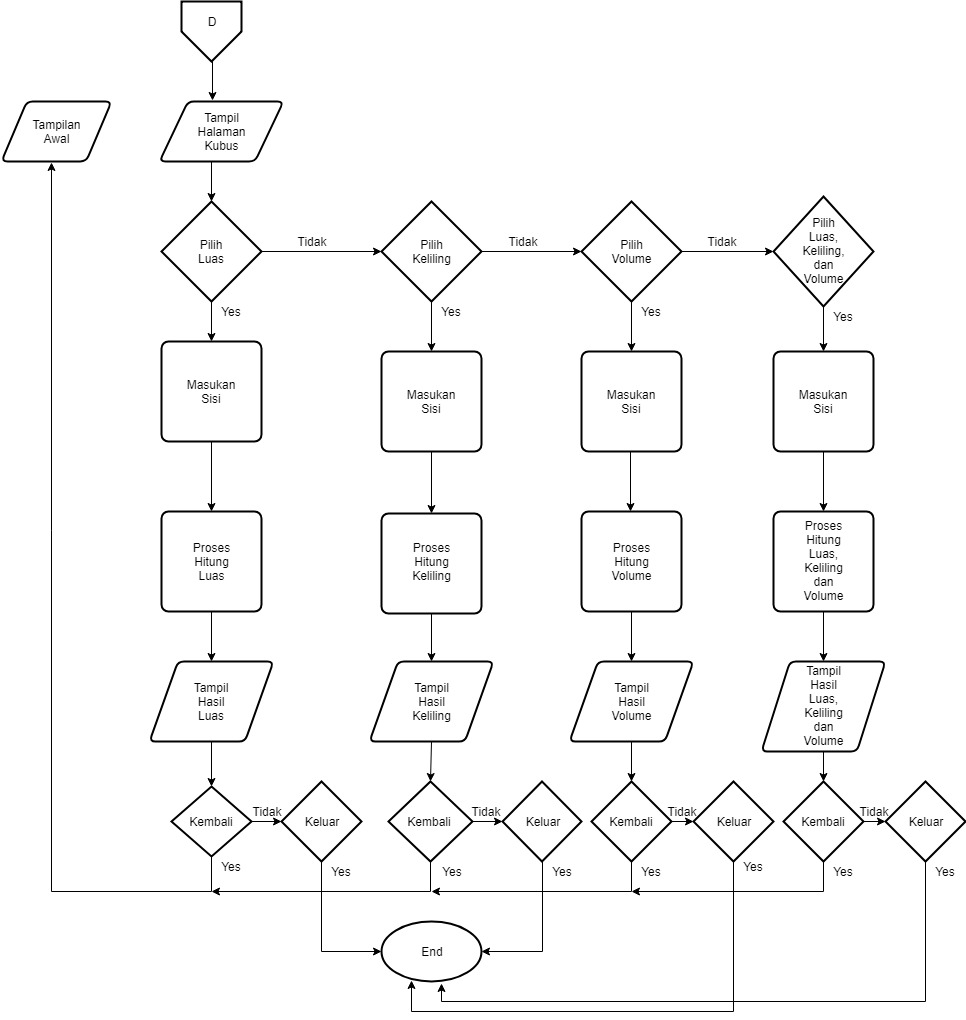 D
Tampilan
Awal
Tampil
Halaman
Kubus
Pilih
Luas
Tidak
Pilih
Keliling
Tidak
Pilih
Volume
Tidak
Pilih
Luas,
Keliling,
dan
Volume
Yes
Yes
Yes
Yes
Masukan
Sisi
Masukan
Sisi
Masukan
Sisi
Masukan
Sisi
Proses
Hitung
Luas
Proses
Hitung
Keliling
Proses
Hitung
Volume
Proses
Hitung
Luas,
Keliling
dan
Volume
Tampil
Hasil
Luas
Tampil
Hasil
Keliling
Tampil
Hasil
Volume
Tampil
Hasil
Luas,
Keliling
dan
Volume
Kembali
Tidak
Keluar
Kembali
Tidak
Keluar
Kembali
Tidak
Keluar
Kembali
Tidak
Keluar
Yes
Yes
Yes
Yes
Yes
Yes
Yes
Yes
End